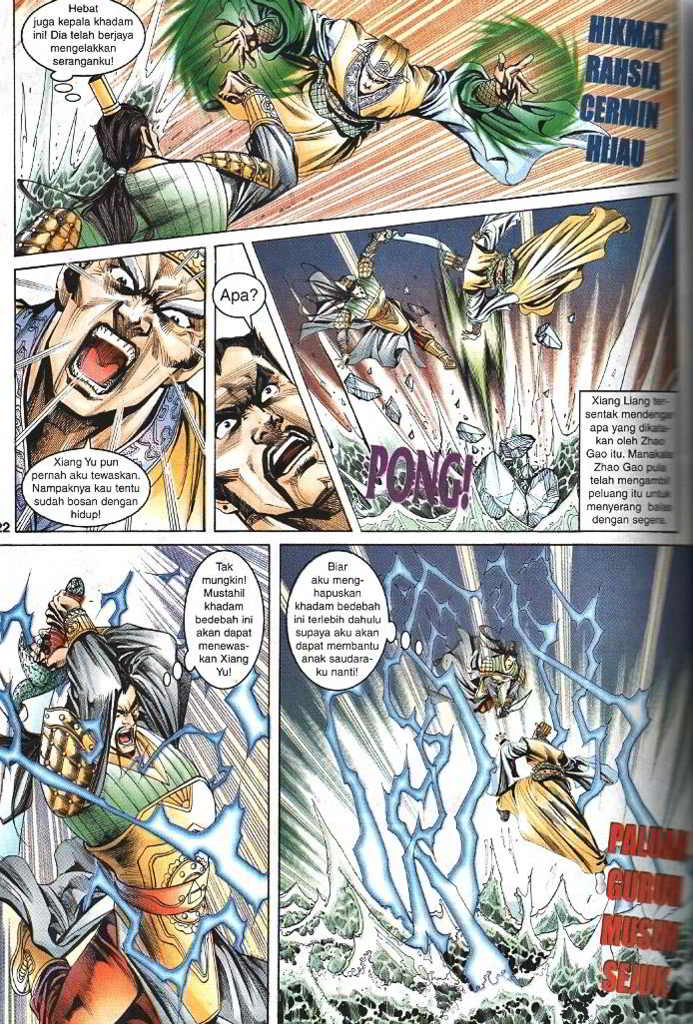 Hebat
juga kepala khadam
ini! Dia telah berjaya
mengelakkan
seranganku!
HIKMAT
RAHSIA
CERMIN
HIJAU
Apa?
Xiang Yu pun
pernah aku tewaskan.
Nampaknya kau tentu
sudah bosan dengan
hidup!
PONG!
Xiang Liang ter-
sentak mendengar
apa yang dikata-
kan oleh Zhao
Gao itu. Manakala
Zhao Gao pula
telah mengambil
peluang itu untuk
menyerang balas
dengan segera.
22
Tak
mungkin!
Mustahil
khadam
bedebah ini
akan dapat
menewas-
kan Xiang
Yu!
Biar
aku meng-
hapuskan
khadam bedebah
ini terlebih dahulu
supaya aku akan
dapat membantu
anak saudara-
ku nanti!
GURUH
MUSIM
SEJUK